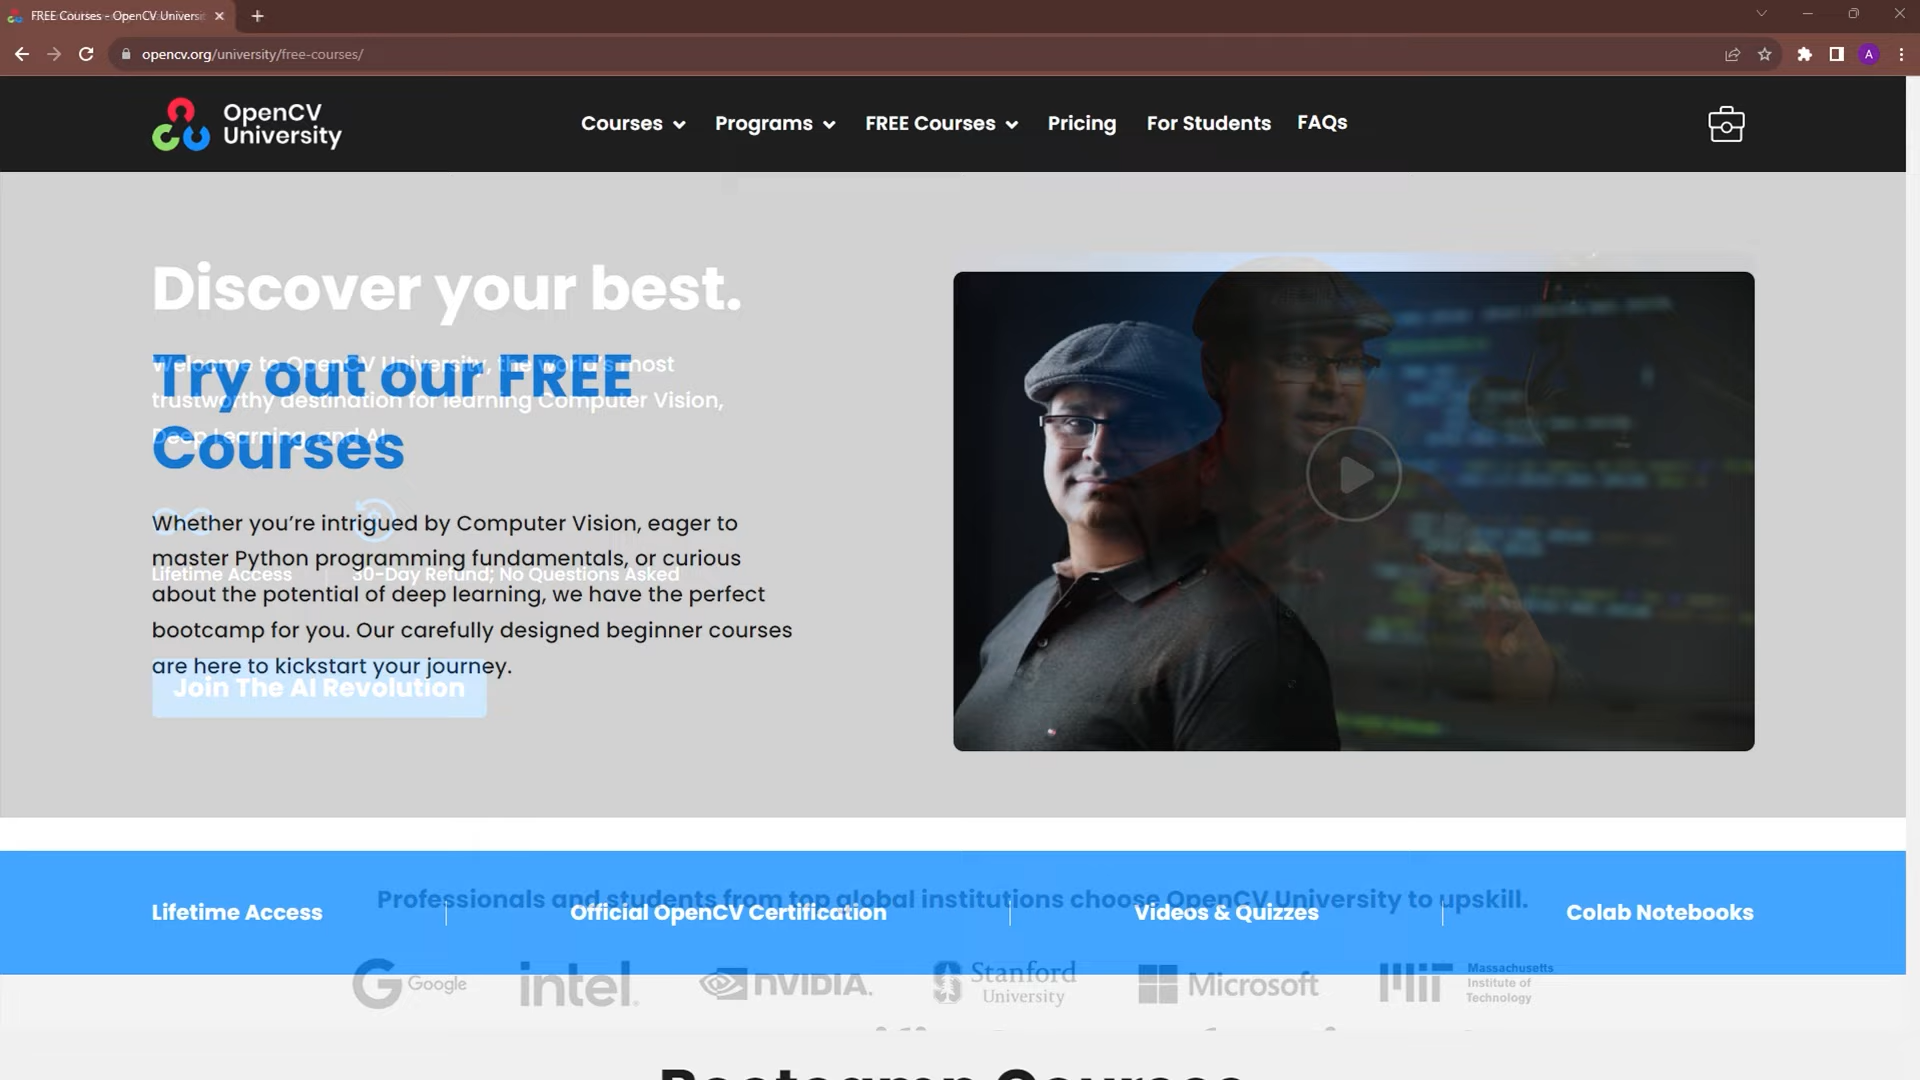 FREE Courses - OpenCV Universi
opencv.org/university/free-courses/
A
OpenCV
University
Courses
Programs
FREE Courses
Pricing
For Students
FAQs
Discover your best.
Welcome to OpenCV University, the world's most
trustworthy destination for learning Computer Vision,
Deep Learning, and AI.
Try out our FREE
Courses
Whether you're intrigued by Computer Vision, eager to
master Python programming fundamentals, or curious
about the potential of deep learning, we have the perfect
bootcamp for you. Our carefully designed beginner courses
are here to kickstart your journey.
Lifetime Access
30-Day Refund; No Questions Asked
Join The AI Revolution
Professionals and students from top global institutions choose OpenCV University to upskill.
Lifetime Access
Official OpenCV Certification
Videos & Quizzes
Colab Notebooks
Google
intel.
NVIDIA.
Stanford
University
Microsoft
MIT
Massachusetts
Institute of
Technology
Bootcamp Courses